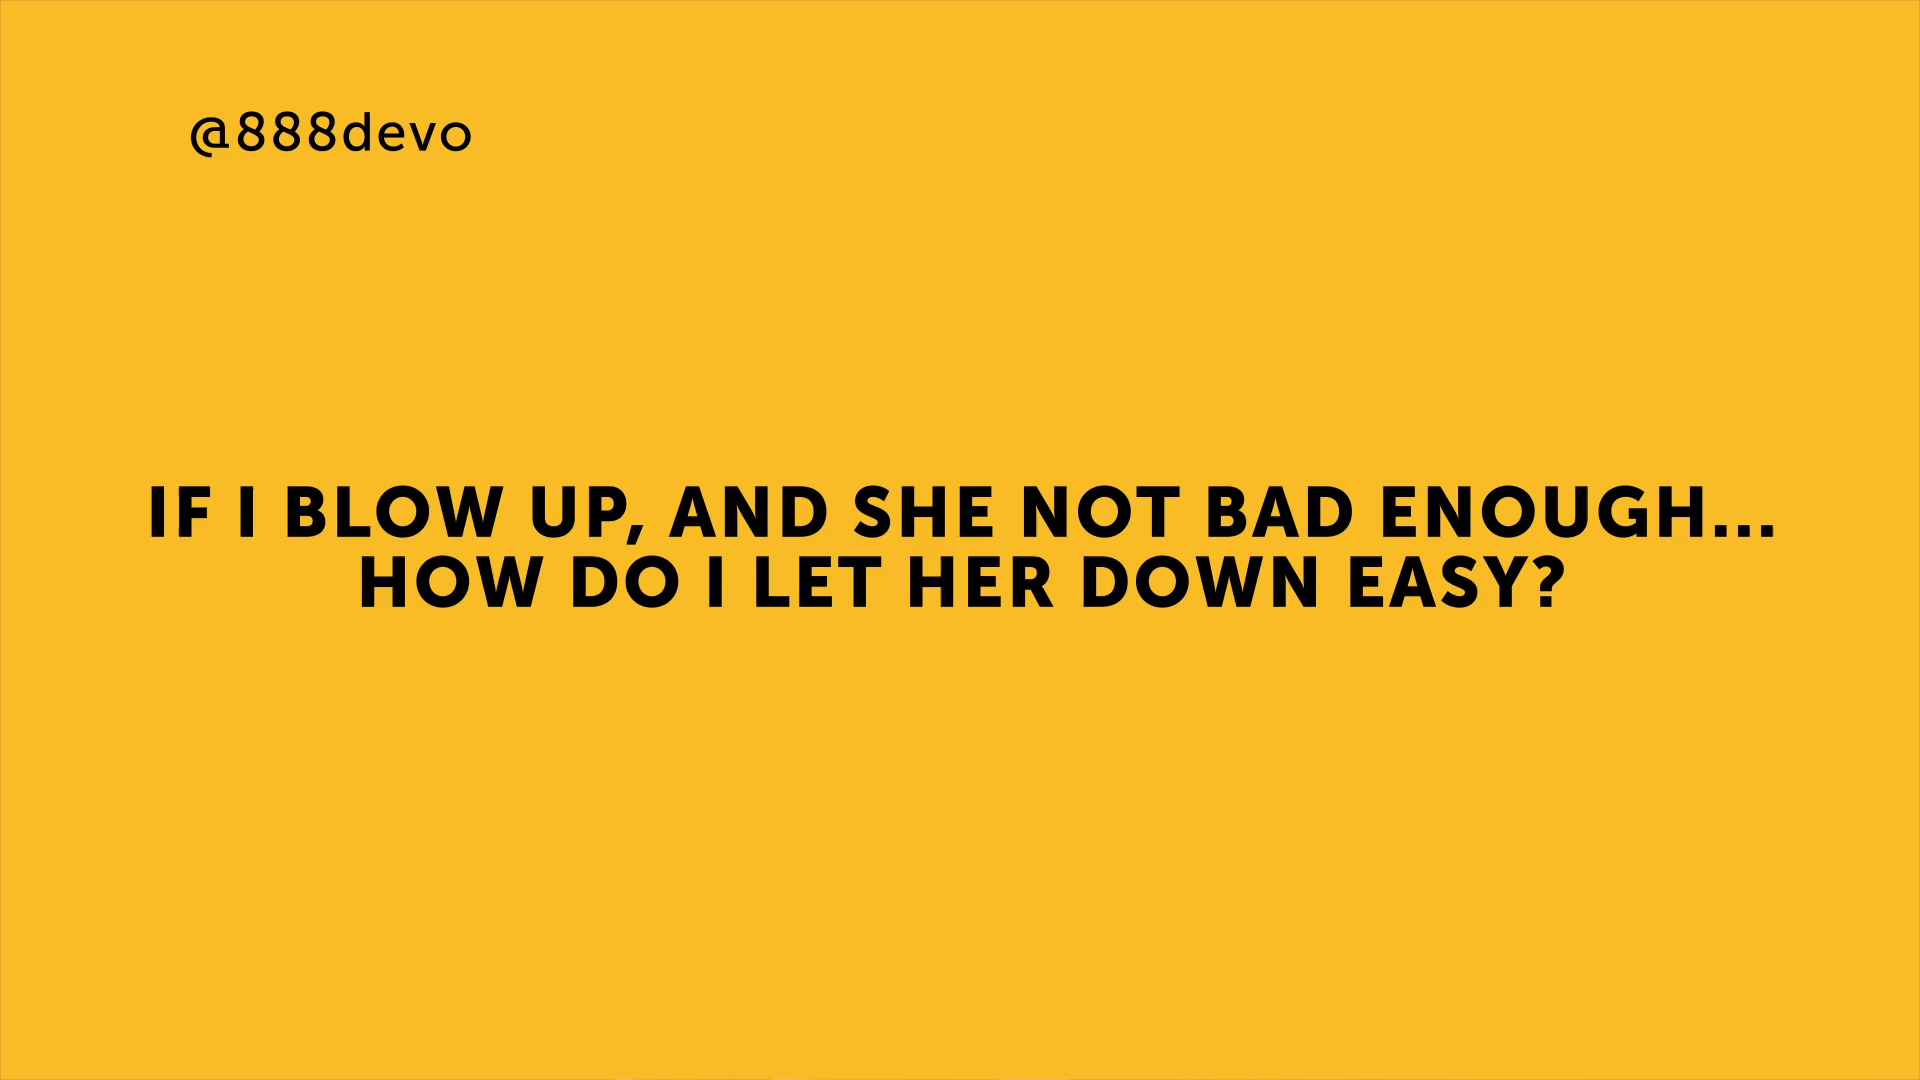 @888devo
IF I BLOW UP, AND SHE NOT BAD ENOUGH...
HOW DO I LET HER DOWN EASY?